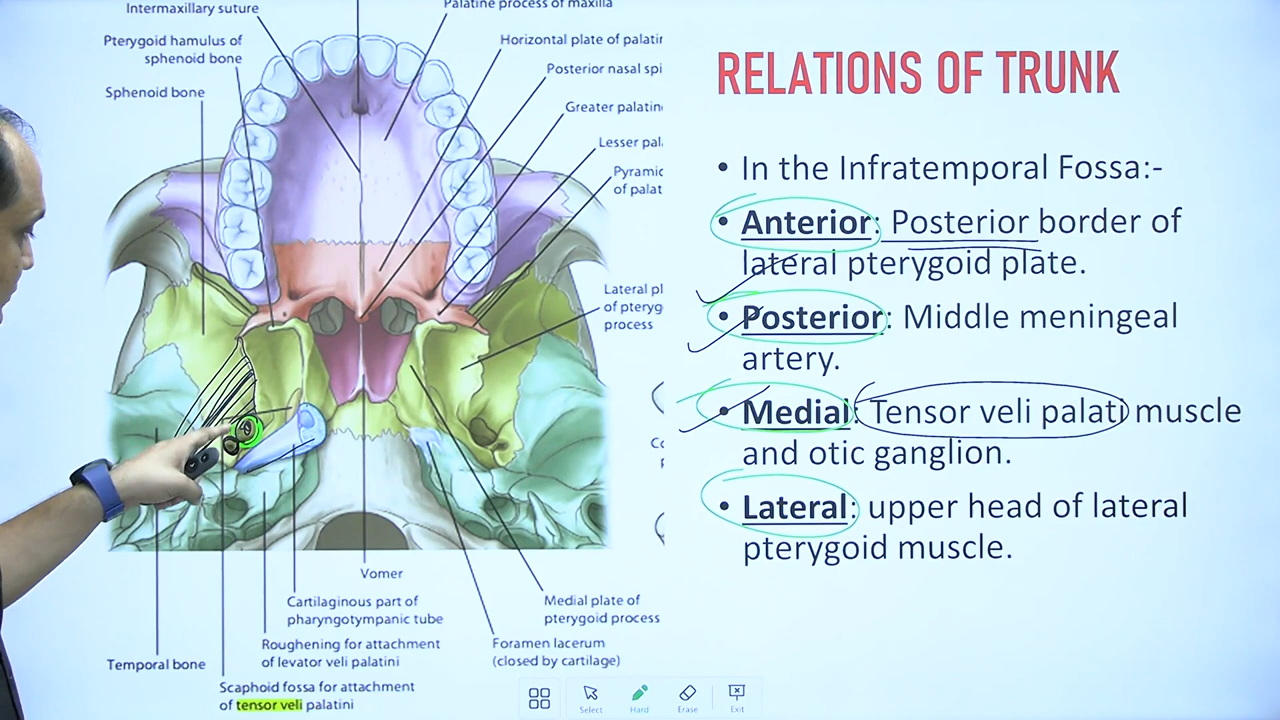 Intermaxillary suture
Palatine process of maxilla
Pterygoid hamulus of
sphenoid bone
Horizontal plate of palatin
Sphenoid bone
Posterior nasal spi
Greater palatin
Lesser pala
Pyramid
of palat
Lateral pl
of pteryg
process
Vomer
Cartilaginous part of
pharyngotympanic tube
Medial plate of
pterygoid process
Roughening for attachment
of levator veli palatini
Foramen lacerum
(closed by cartilage)
Temporal bone
Scaphoid fossa for attachment
of tensor veli palatini
RELATIONS OF TRUNK
• In the Infratemporal Fossa:-
• Anterior: Posterior border of
lateral pterygoid plate.
• Posterior: Middle meningeal
artery.
• Medial: Tensor veli palati muscle
and otic ganglion.
• Lateral: upper head of lateral
pterygoid muscle.
Select
Hard
Erase
Exit